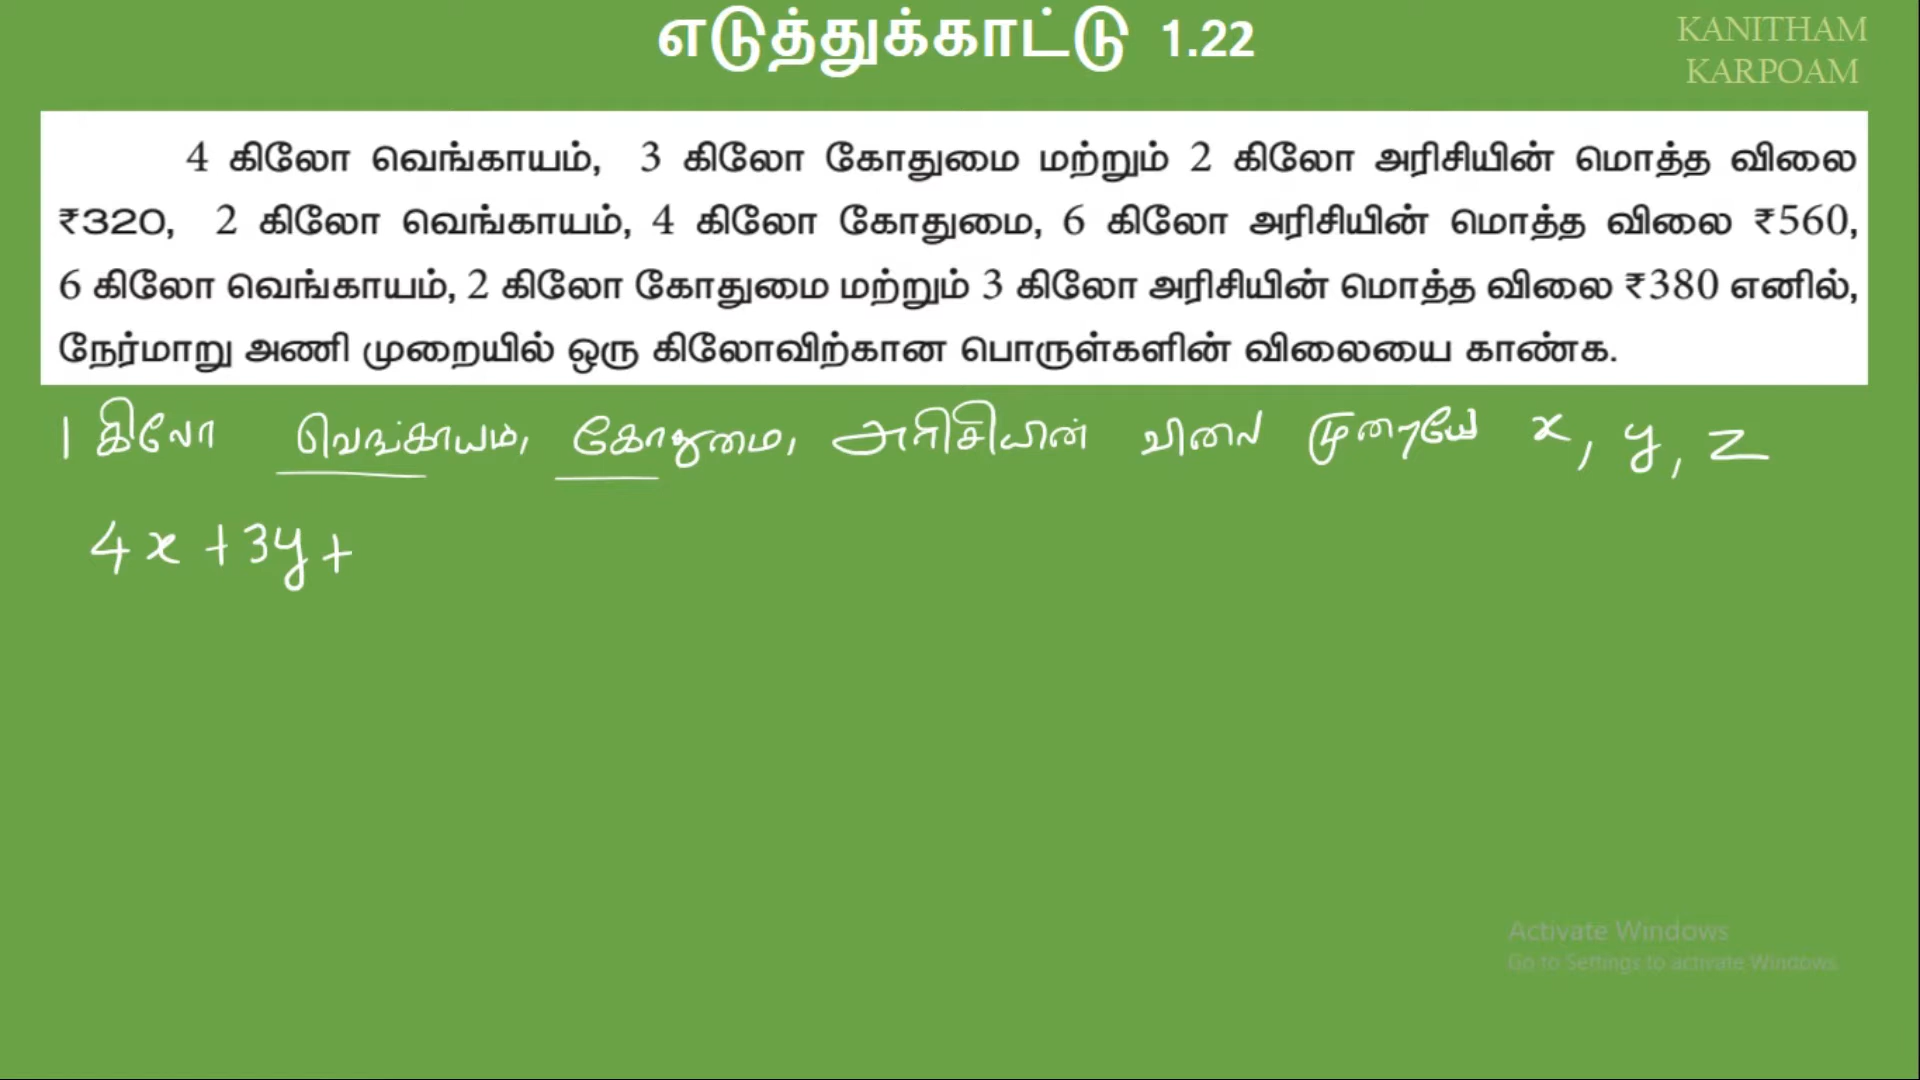 எடுத்துக்காட்டு 1.22
KANITHAM
KARPOAM
4 கிலோ வெங்காயம், 3 கிலோ கோதுமை மற்றும் 2 கிலோ அரிசியின் மொத்த விலை
₹320, 2 கிலோ வெங்காயம், 4 கிலோ கோதுமை, 6 கிலோ அரிசியின் மொத்த விலை ₹560,
6 கிலோ வெங்காயம், 2 கிலோ கோதுமை மற்றும் 3 கிலோ அரிசியின் மொத்த விலை ₹380 எனில்,
நேர்மாறு அணி முறையில் ஒரு கிலோவிற்கான பொருள்களின் விலையை காண்க.
1 கிலோ வெங்காயம், கோதுமை, அரிசியின் விலை முறையே x, y, z
4x + 3y +
Activate Windows
Go to Settings to activate Windows.